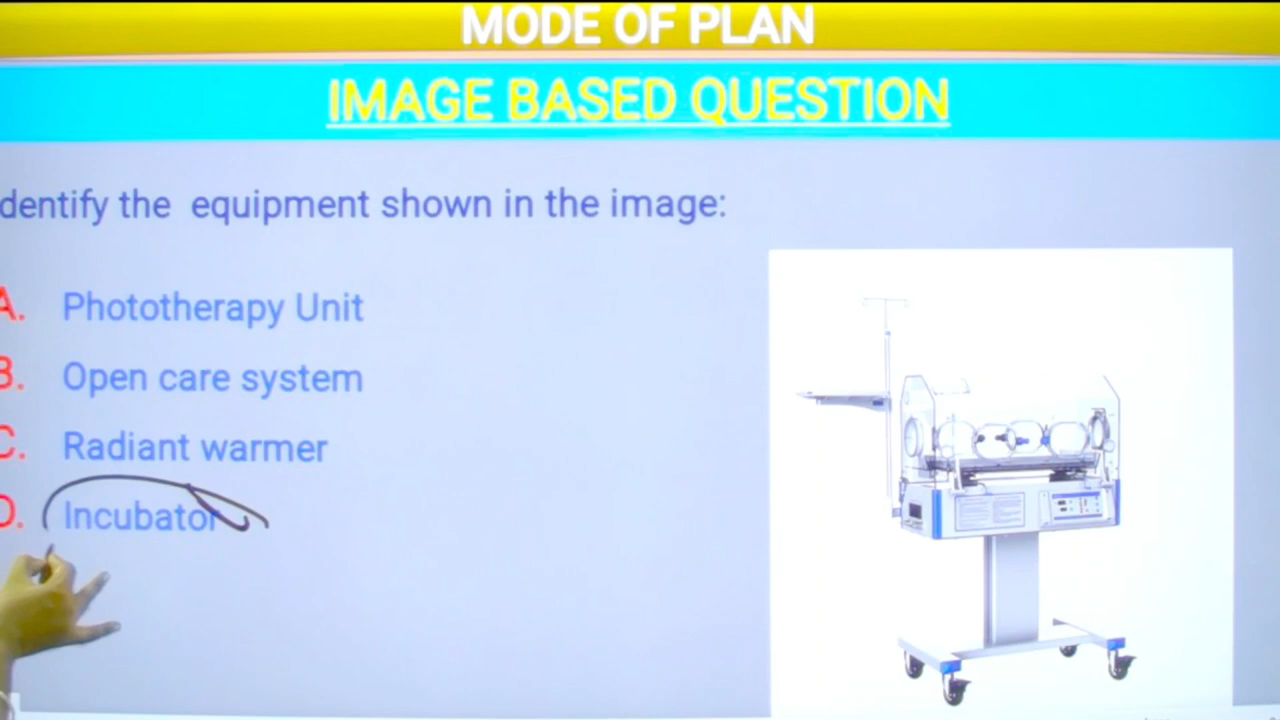 MODE OF PLAN
IMAGE BASED QUESTION
dentify the equipment shown in the image:
A. Phototherapy Unit
B. Open care system
C. Radiant warmer
D. Incubator